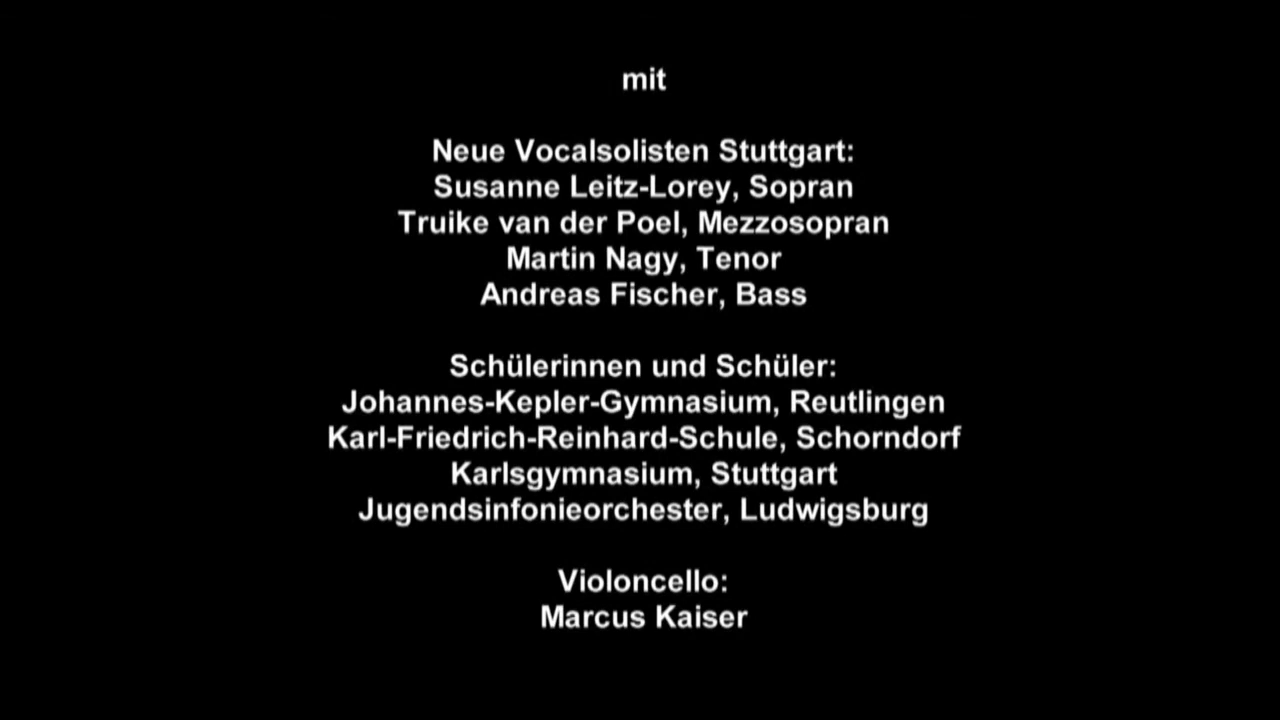 mit
Neue Vocalsolisten Stuttgart:
Susanne Leitz-Lorey, Sopran
Truike van der Poel, Mezzosopran
Martin Nagy, Tenor
Andreas Fischer, Bass
Schülerinnen und Schüler:
Johannes-Kepler-Gymnasium, Reutlingen
Karl-Friedrich-Reinhard-Schule, Schorndorf
Karlsgymnasium, Stuttgart
Jugendsinfonieorchester, Ludwigsburg
Violoncello:
Marcus Kaiser